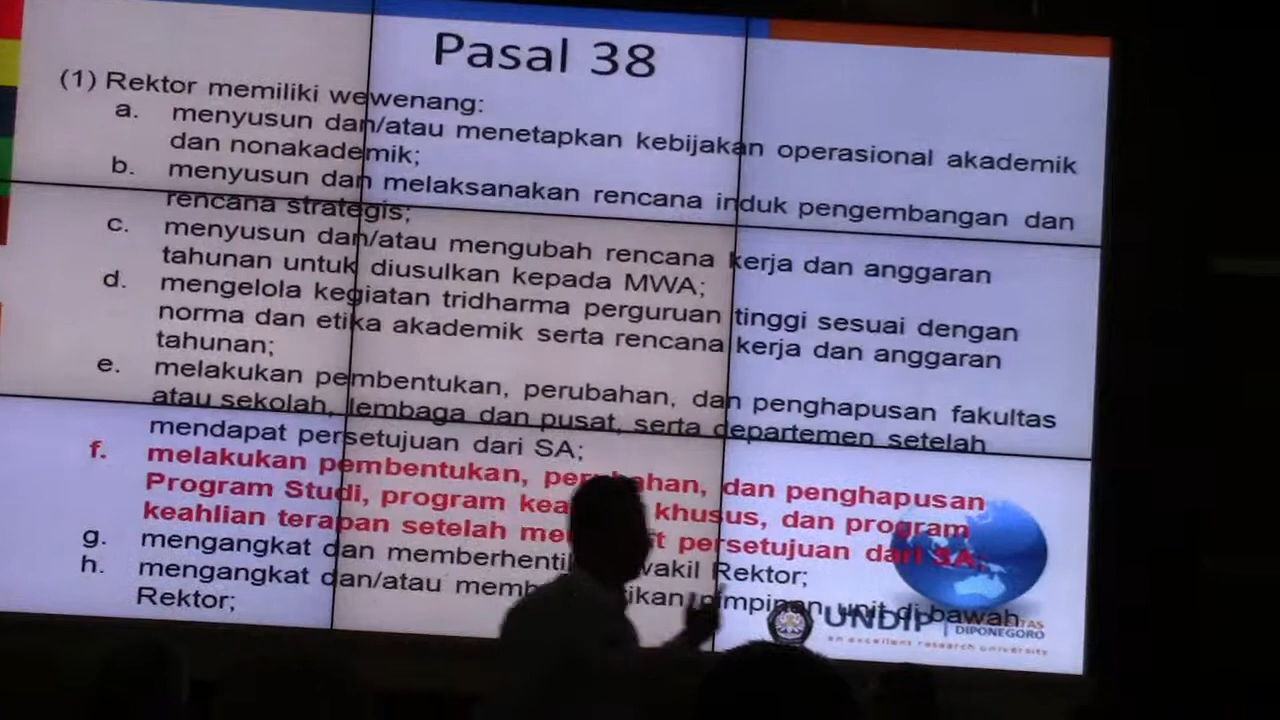 Pasal 38
(1) Rektor memiliki wewenang:
a. menyusun dan/atau menetapkan kebijakan operasional akademik
dan nonakademik;
b. menyusun dan melaksanakan rencana induk pengembangan dan
rencana strategis;
c. menyusun dan/atau mengubah rencana kerja dan anggaran
tahunan untuk diusulkan kepada MWA;
d. mengelola kegiatan tridharma perguruan tinggi sesuai dengan
norma dan etika akademik serta rencana kerja dan anggaran
tahunan;
e. melakukan pembentukan, perubahan, dan penghapusan fakultas
atau sekolah, lembaga dan pusat, serta departemen setelah
mendapat persetujuan dari SA;
f. melakukan pembentukan, perubahan, dan penghapusan
Program Studi, program khusus, dan program
keahlian terapan setelah persetujuan dari SA;
g. mengangkat dan wakil Rektor;
h. mengangkat dan/atau pimpinan unit di bawah
Rektor;
UNDIP
DIPONEGORO
an excellent research university